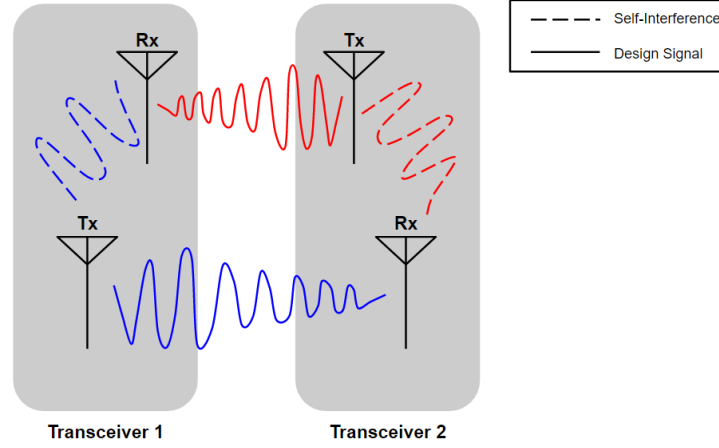 Rx
Tx
Self-Interference
Design Signal
Tx
Rx
Transceiver 1
Transceiver 2